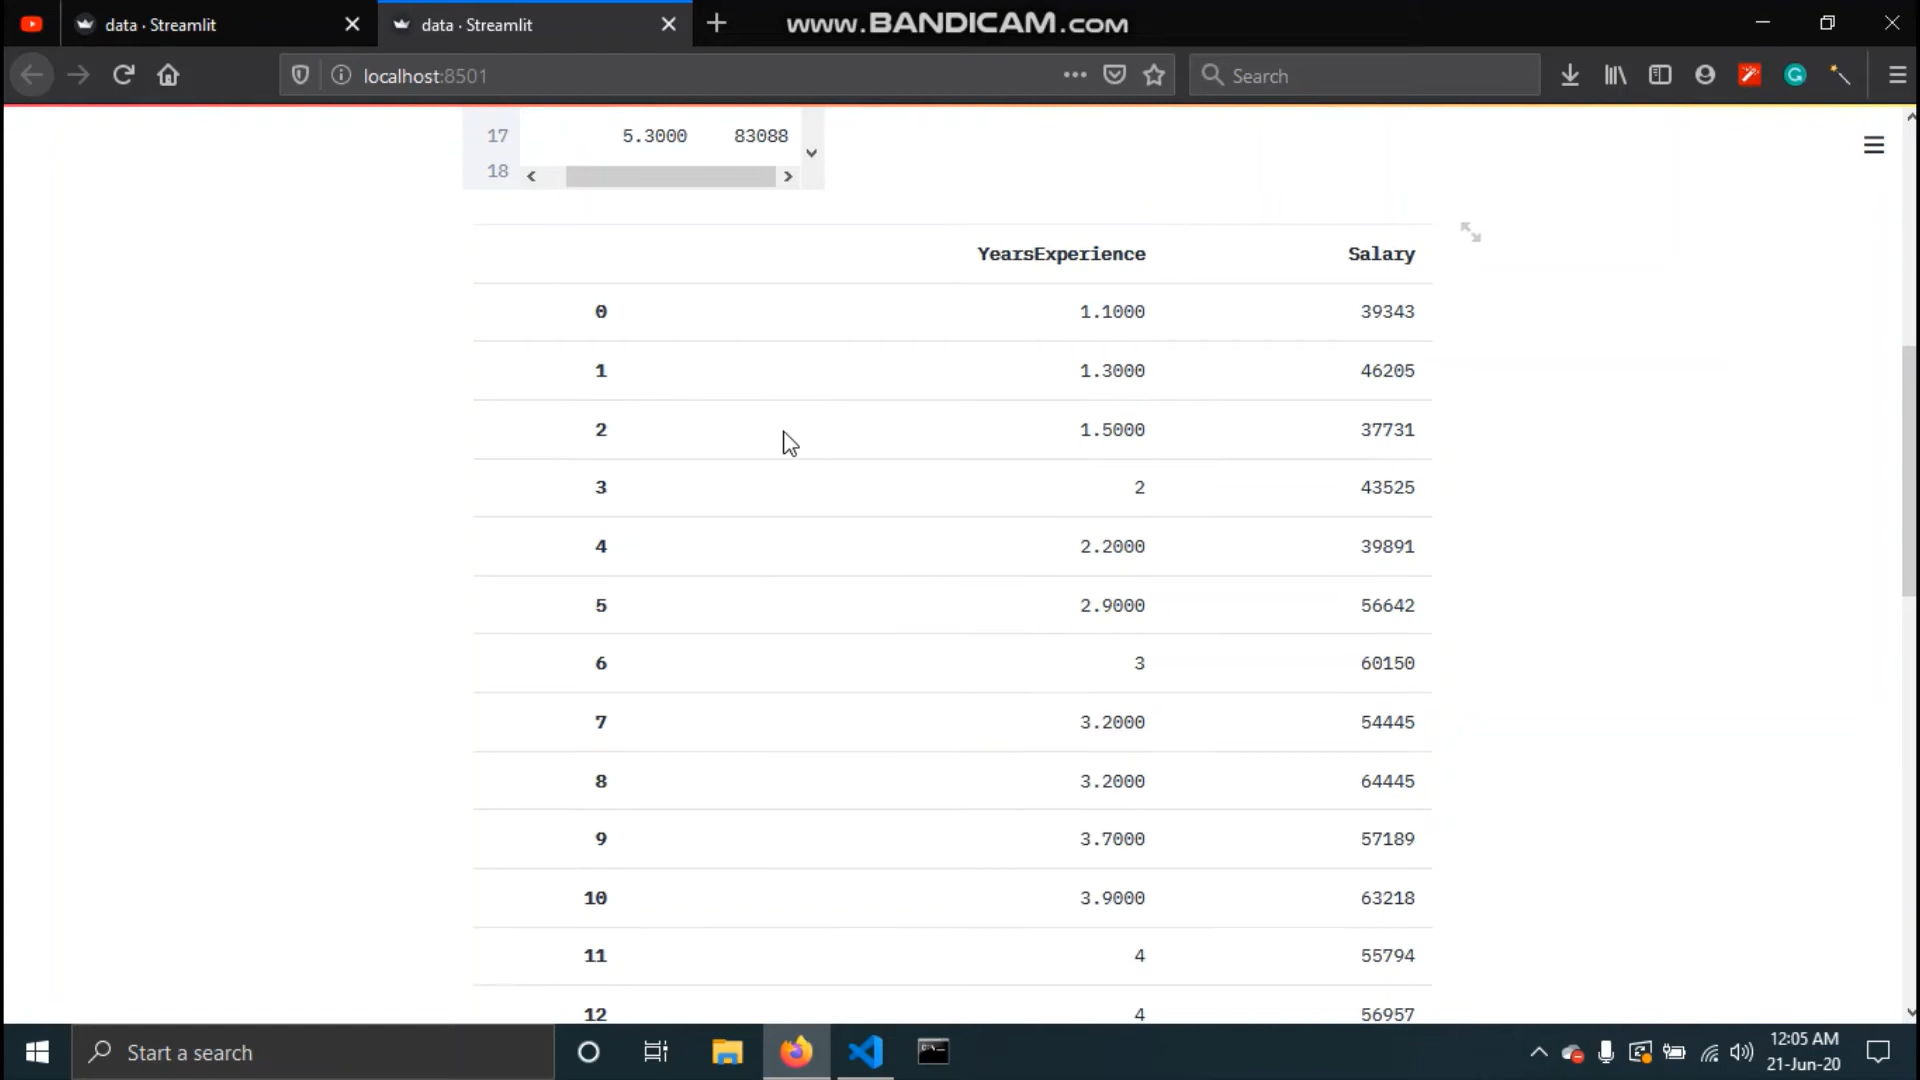 data · Streamlit
data · Streamlit
www.BANDICAM.com
localhost:8501
Search
17 5.3000 83088
18
YearsExperience Salary
0 1.1000 39343
1 1.3000 46205
2 1.5000 37731
3 2 43525
4 2.2000 39891
5 2.9000 56642
6 3 60150
7 3.2000 54445
8 3.2000 64445
9 3.7000 57189
10 3.9000 63218
11 4 55794
12 4 56957
Start a search
12:05 AM
21-Jun-20